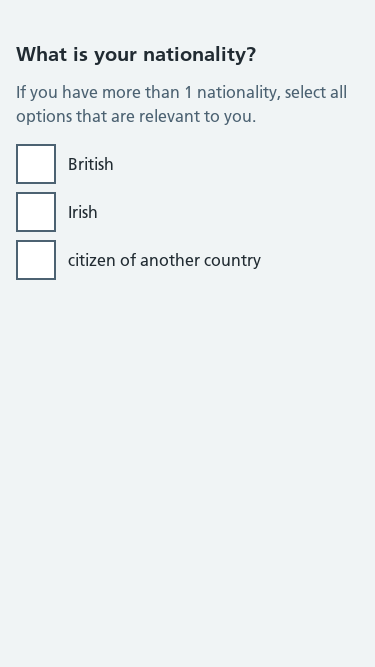 What is your nationality?
If you have more than 1 nationality, select all
options that are relevant to you.
British
Irish
citizen of another country